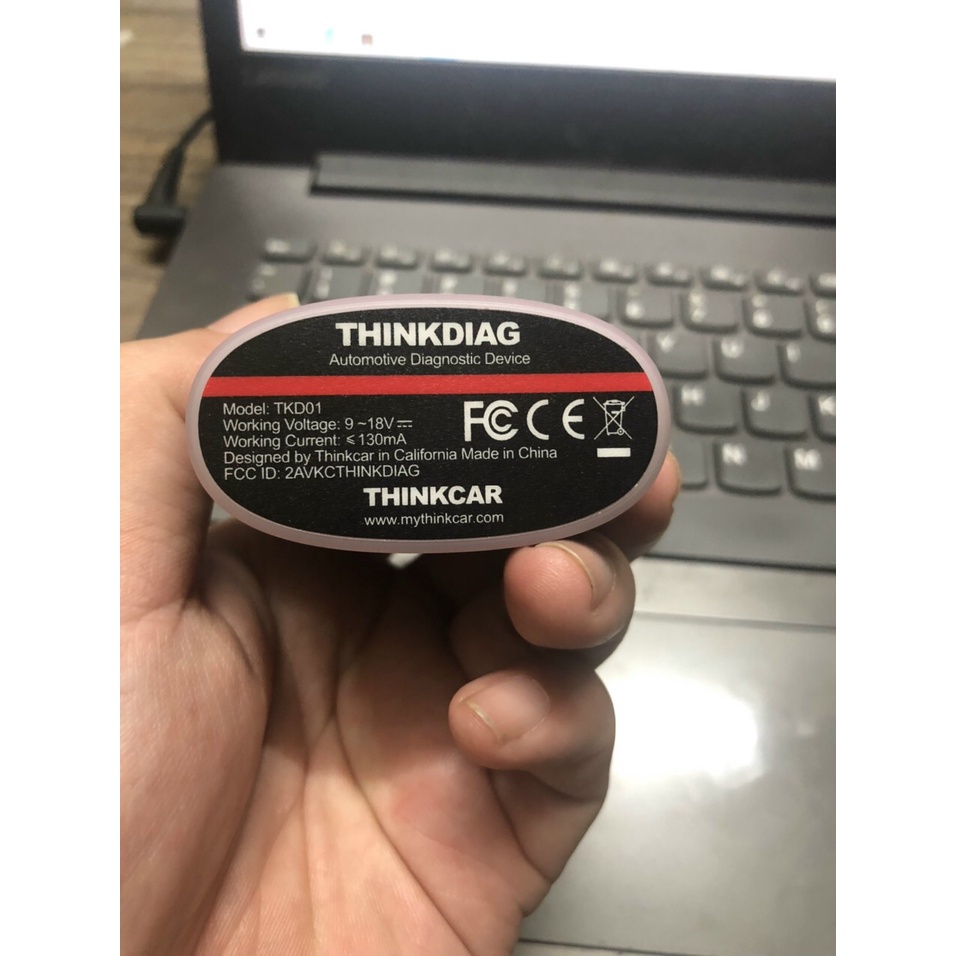 THINKDIAG
Automotive Diagnostic Device
Model: TKD01
Working Voltage: 9 ~18V⎓
Working Current: ≤130mA
Designed by Thinkcar in California Made in China
FCC ID: 2AVKCTHINKDIAG
FC CE
THINKCAR
www.mythinkcar.com
H
N
M